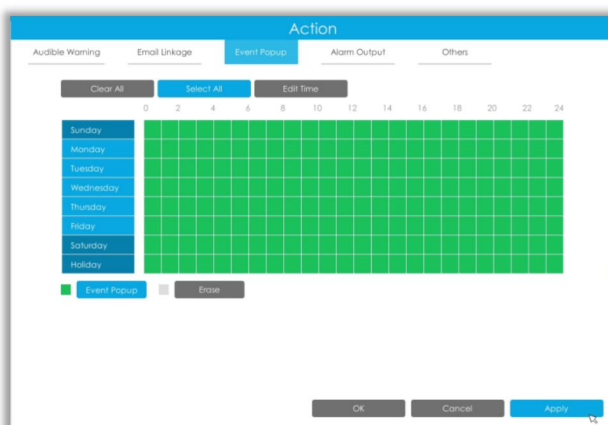 Action
Audible Warning Email Linkage Event Popup Alarm Output Others
Clear All Select All Edit Time
0 2 4 6 8 10 12 14 16 18 20 22 24
Sunday
Monday
Tuesday
Wednesday
Thursday
Friday
Saturday
Holiday
Event Popup Erase
OK Cancel Apply